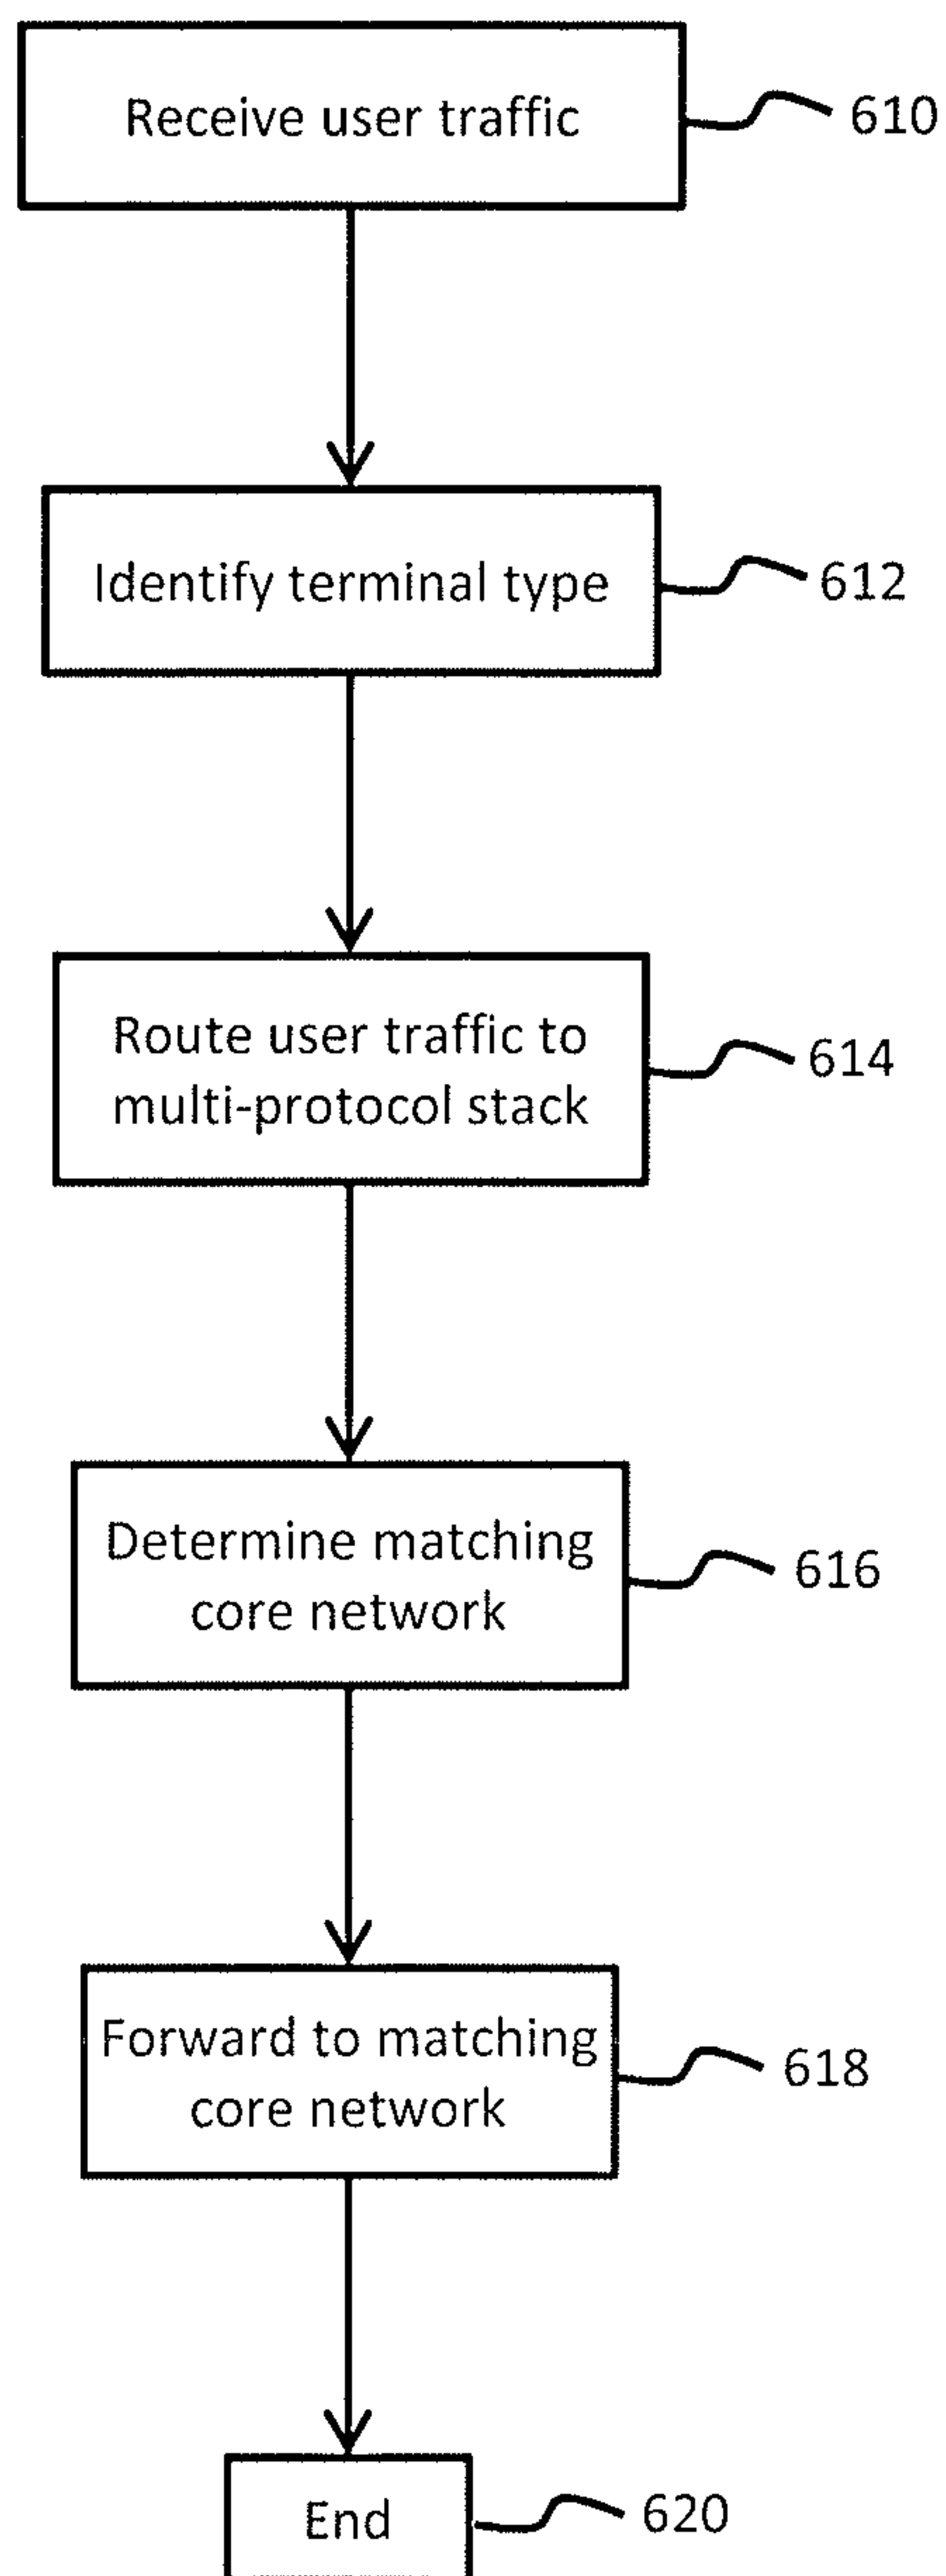 Receive user traffic
610
Identify terminal type
612
Route user traffic to
multi-protocol stack
614
Determine matching
core network
616
Forward to matching
core network
618
End
620